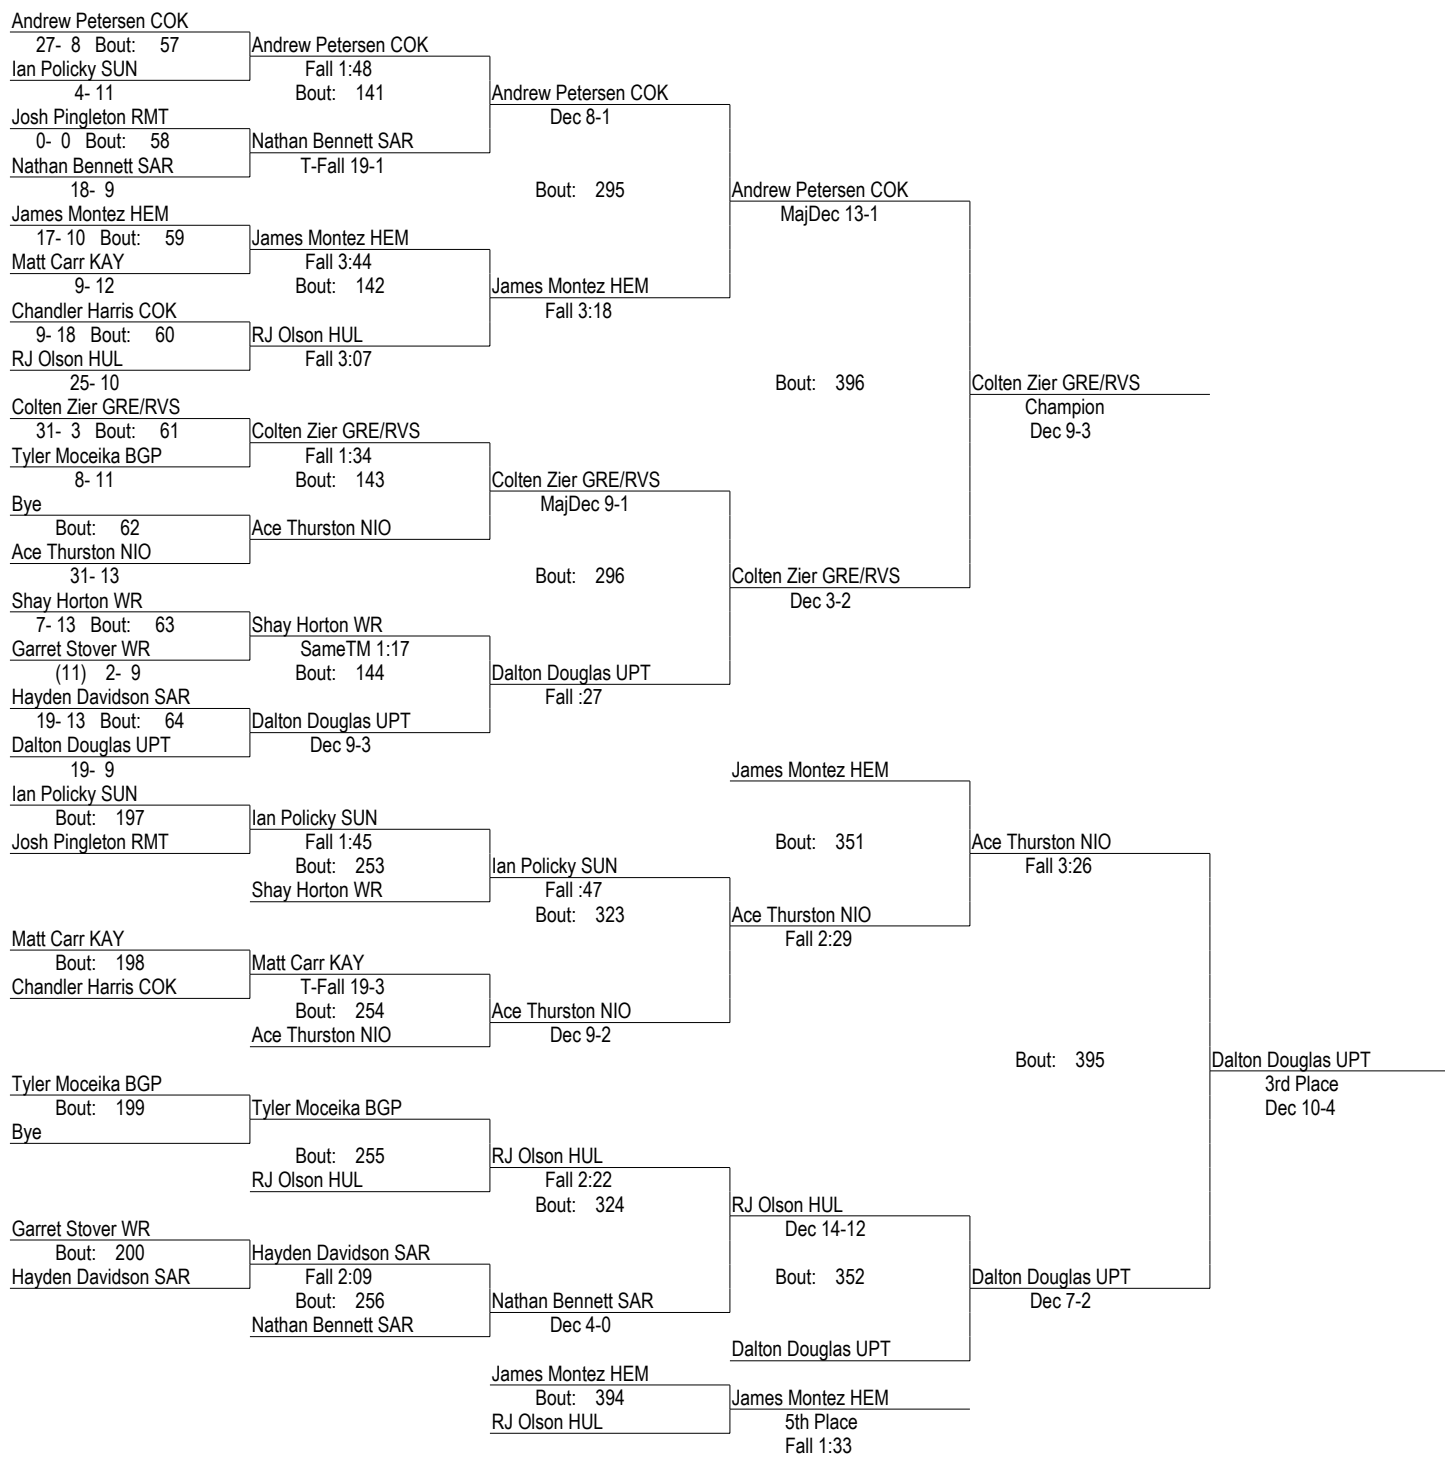 Andrew Petersen COK
27- 8 Bout: 57
Andrew Petersen COK
Ian Policky SUN
Fall 1:48
4- 11
Bout: 141
Andrew Petersen COK
Josh Pingleton RMT
Dec 8-1
0- 0 Bout: 58
Nathan Bennett SAR
Nathan Bennett SAR
T-Fall 19-1
18- 9
Bout: 295
Andrew Petersen COK
James Montez HEM
MajDec 13-1
17- 10 Bout: 59
James Montez HEM
Matt Carr KAY
Fall 3:44
9- 12
Bout: 142
James Montez HEM
Chandler Harris COK
Fall 3:18
9- 18 Bout: 60
RJ Olson HUL
RJ Olson HUL
Fall 3:07
25- 10
Bout: 396
Colten Zier GRE/RVS
Colten Zier GRE/RVS
Champion
31- 3 Bout: 61
Colten Zier GRE/RVS
Dec 9-3
Tyler Moceika BGP
Fall 1:34
8- 11
Bout: 143
Colten Zier GRE/RVS
Bye
MajDec 9-1
Bout: 62
Ace Thurston NIO
Ace Thurston NIO
31- 13
Bout: 296
Colten Zier GRE/RVS
Shay Horton WR
Dec 3-2
7- 13 Bout: 63
Shay Horton WR
Garret Stover WR
SameTM 1:17
(11) 2- 9
Bout: 144
Dalton Douglas UPT
Hayden Davidson SAR
Fall :27
19- 13 Bout: 64
Dalton Douglas UPT
Dalton Douglas UPT
Dec 9-3
19- 9
James Montez HEM
Ian Policky SUN
Bout: 197
Ian Policky SUN
Josh Pingleton RMT
Fall 1:45
Bout: 351
Ace Thurston NIO
Bout: 253
Ian Policky SUN
Fall 3:26
Shay Horton WR
Fall :47
Bout: 323
Ace Thurston NIO
Matt Carr KAY
Fall 2:29
Bout: 198
Matt Carr KAY
Chandler Harris COK
T-Fall 19-3
Bout: 254
Ace Thurston NIO
Ace Thurston NIO
Dec 9-2
Bout: 395
Dalton Douglas UPT
Tyler Moceika BGP
3rd Place
Bout: 199
Tyler Moceika BGP
Dec 10-4
Bye
Bout: 255
RJ Olson HUL
RJ Olson HUL
Fall 2:22
Bout: 324
RJ Olson HUL
Garret Stover WR
Dec 14-12
Bout: 200
Hayden Davidson SAR
Hayden Davidson SAR
Fall 2:09
Bout: 352
Dalton Douglas UPT
Bout: 256
Nathan Bennett SAR
Dec 7-2
Nathan Bennett SAR
Dec 4-0
Dalton Douglas UPT
James Montez HEM
Bout: 394
James Montez HEM
RJ Olson HUL
5th Place
Fall 1:33